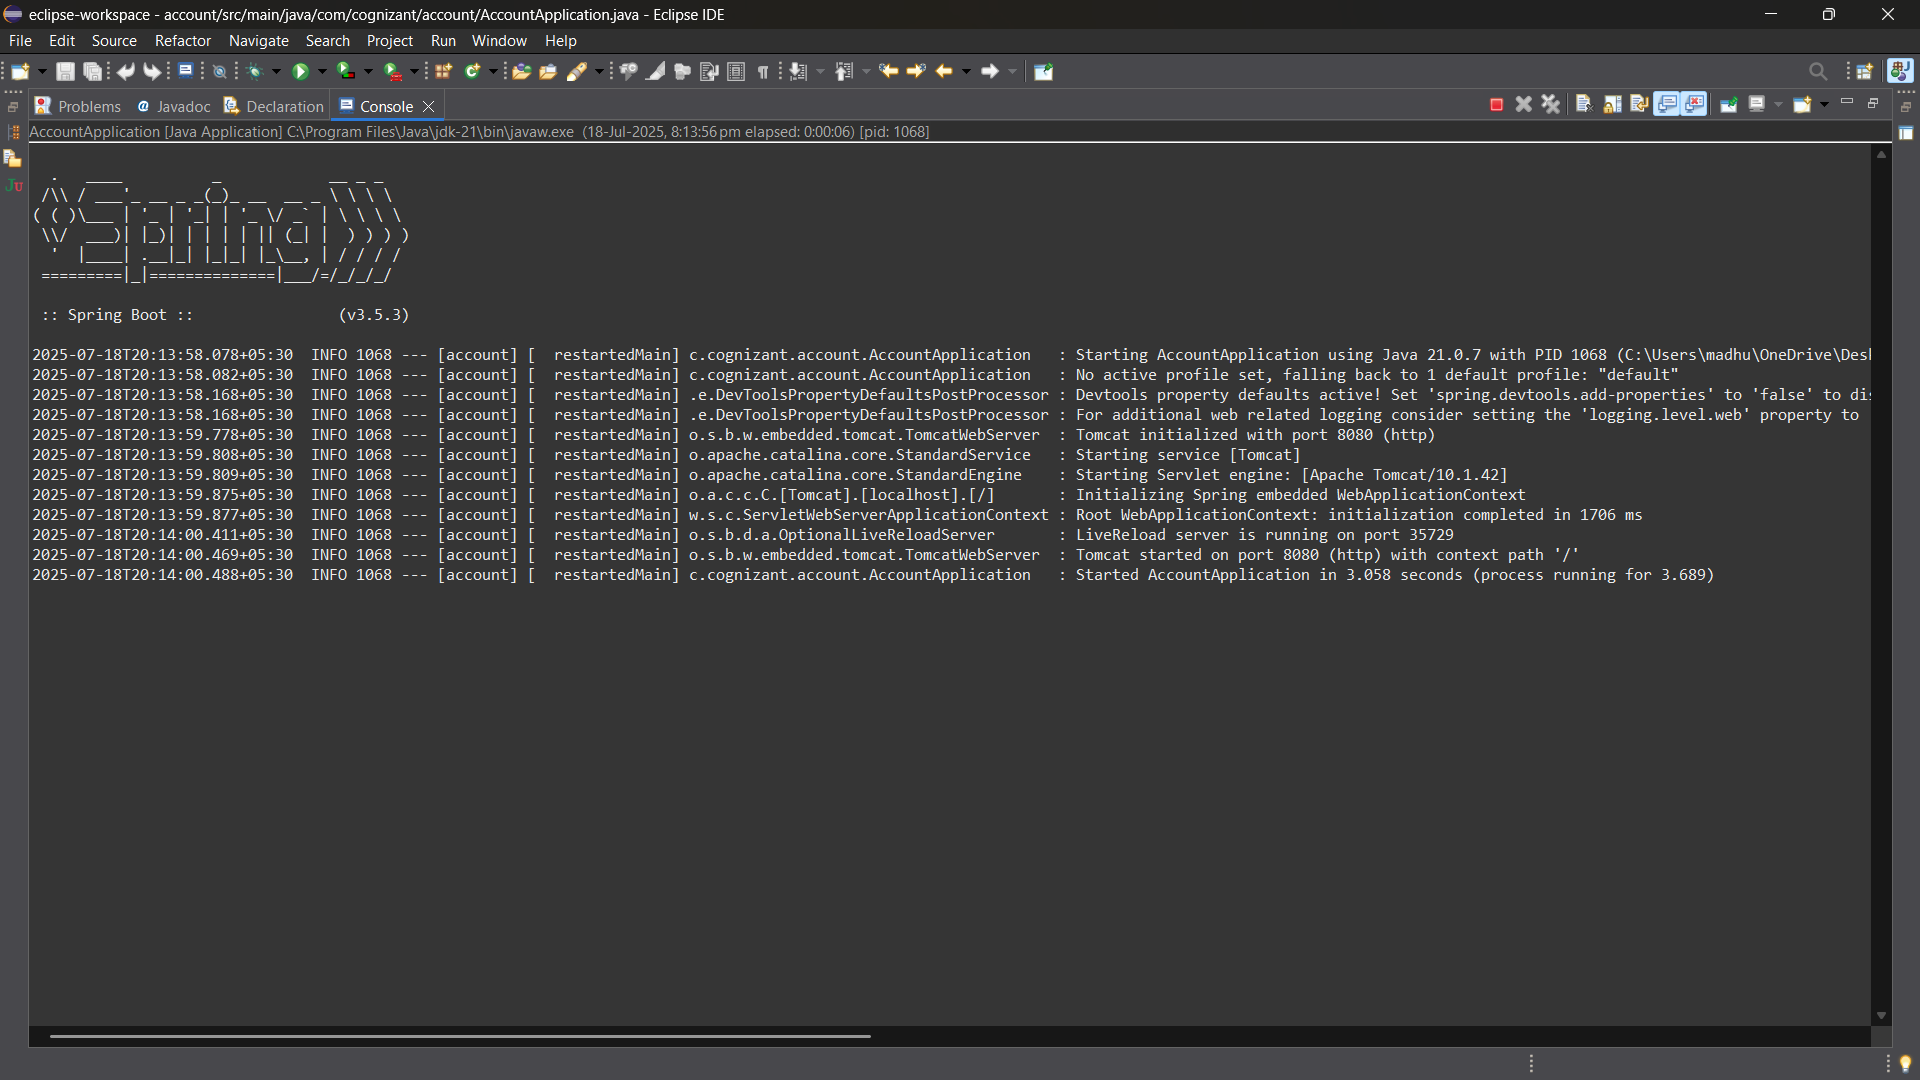 eclipse-workspace - account/src/main/java/com/cognizant/account/AccountApplication.java - Eclipse IDE
File Edit Source Refactor Navigate Search Project Run Window Help
Problems @ Javadoc Declaration Console
AccountApplication [Java Application] C:\Program Files\Java\jdk-21\bin\javaw.exe (18-Jul-2025, 8:13:56 pm elapsed: 0:00:06) [pid: 1068]
  .   ____          _            __ _ _
 /\\ / ___'_ __ _ _(_)_ __  __ _ \ \ \ \
( ( )\___ | '_ | '_| | '_ \/ _` | \ \ \ \
 \\/  ___)| |_)| | | | | || (_| |  ) ) ) )
  '  |____| .__|_| |_|_| |_\__, | / / / /
 =========|_|==============|___/=/_/_/_/
 :: Spring Boot ::                (v3.5.3)
2025-07-18T20:13:58.078+05:30  INFO 1068 --- [account] [  restartedMain] c.cognizant.account.AccountApplication   : Starting AccountApplication using Java 21.0.7 with PID 1068 (C:\Users\madhu\OneDrive\Des
2025-07-18T20:13:58.082+05:30  INFO 1068 --- [account] [  restartedMain] c.cognizant.account.AccountApplication   : No active profile set, falling back to 1 default profile: "default"
2025-07-18T20:13:58.168+05:30  INFO 1068 --- [account] [  restartedMain] .e.DevToolsPropertyDefaultsPostProcessor : Devtools property defaults active! Set 'spring.devtools.add-properties' to 'false' to di
2025-07-18T20:13:58.168+05:30  INFO 1068 --- [account] [  restartedMain] .e.DevToolsPropertyDefaultsPostProcessor : For additional web related logging consider setting the 'logging.level.web' property to
2025-07-18T20:13:59.778+05:30  INFO 1068 --- [account] [  restartedMain] o.s.b.w.embedded.tomcat.TomcatWebServer  : Tomcat initialized with port 8080 (http)
2025-07-18T20:13:59.808+05:30  INFO 1068 --- [account] [  restartedMain] o.apache.catalina.core.StandardService   : Starting service [Tomcat]
2025-07-18T20:13:59.809+05:30  INFO 1068 --- [account] [  restartedMain] o.apache.catalina.core.StandardEngine    : Starting Servlet engine: [Apache Tomcat/10.1.42]
2025-07-18T20:13:59.875+05:30  INFO 1068 --- [account] [  restartedMain] o.a.c.c.C.[Tomcat].[localhost].[/]       : Initializing Spring embedded WebApplicationContext
2025-07-18T20:13:59.877+05:30  INFO 1068 --- [account] [  restartedMain] w.s.c.ServletWebServerApplicationContext : Root WebApplicationContext: initialization completed in 1706 ms
2025-07-18T20:14:00.411+05:30  INFO 1068 --- [account] [  restartedMain] o.s.b.d.a.OptionalLiveReloadServer       : LiveReload server is running on port 35729
2025-07-18T20:14:00.469+05:30  INFO 1068 --- [account] [  restartedMain] o.s.b.w.embedded.tomcat.TomcatWebServer  : Tomcat started on port 8080 (http) with context path '/'
2025-07-18T20:14:00.488+05:30  INFO 1068 --- [account] [  restartedMain] c.cognizant.account.AccountApplication   : Started AccountApplication in 3.058 seconds (process running for 3.689)